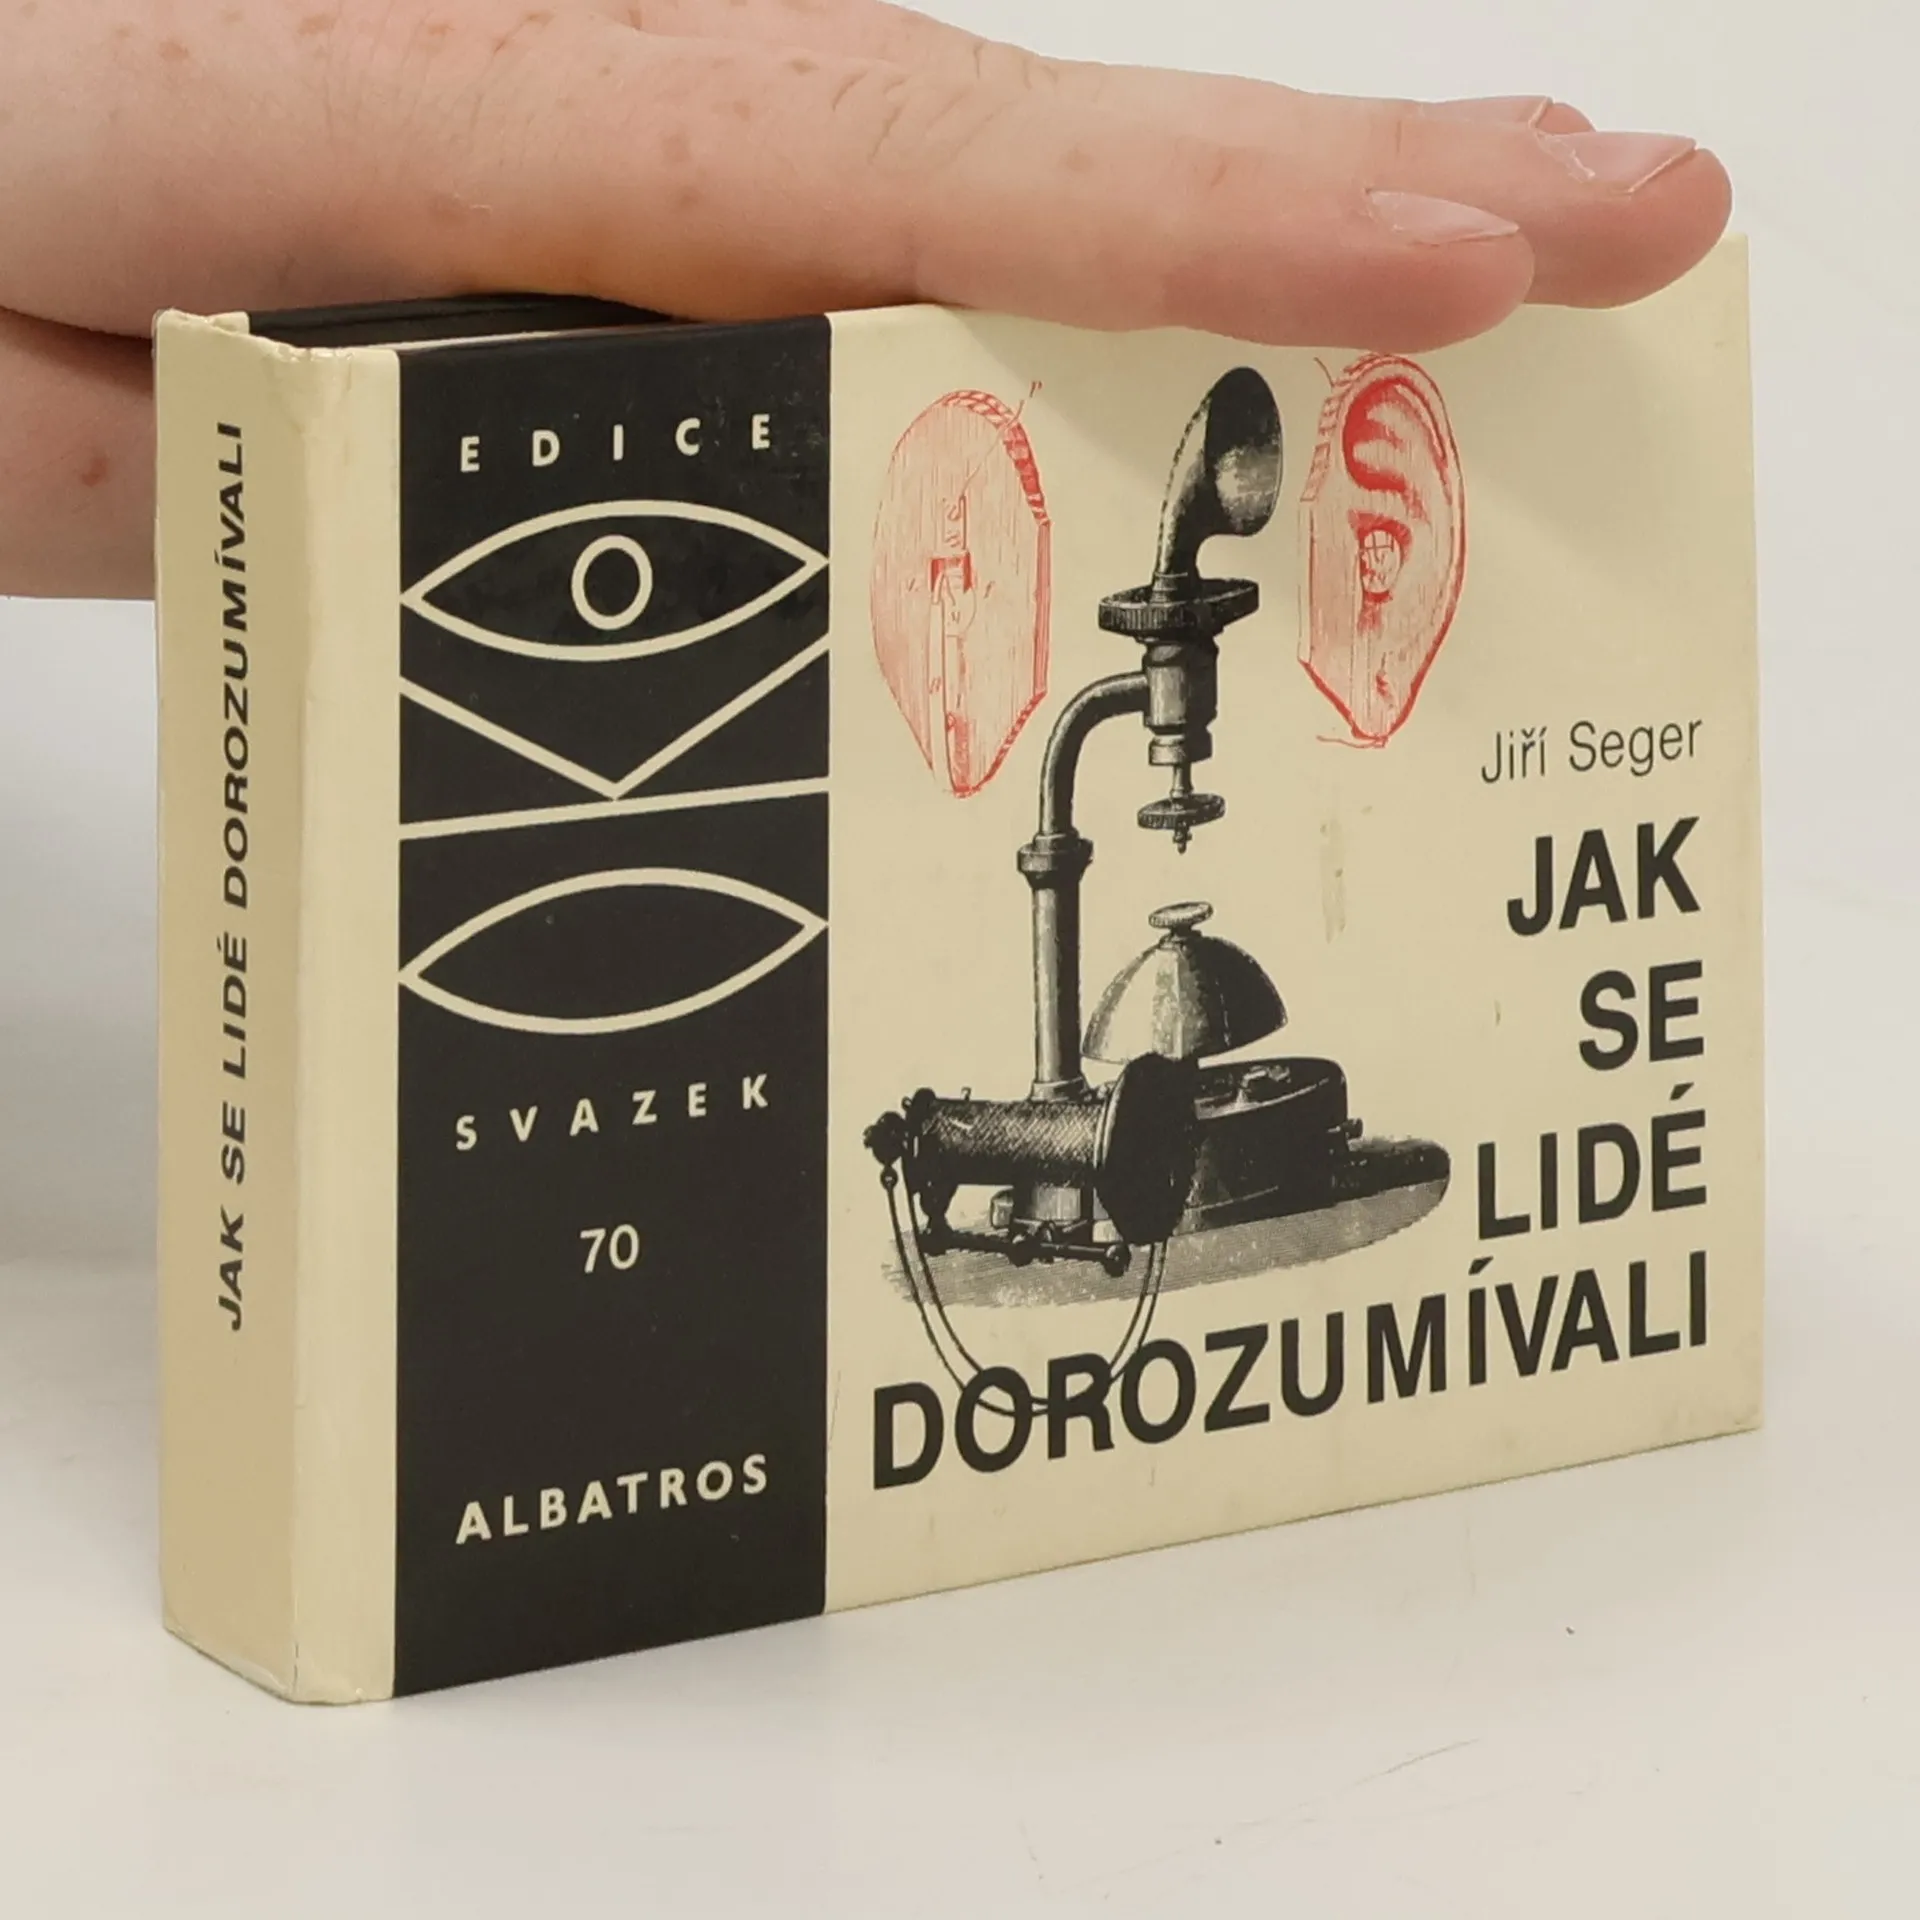 JAK SE LIDÉ DOROZUMÍVALI
EDICE
SVAZEK
70
ALBATROS
Jiří Seger
JAK
SE
LIDÉ
DOROZUMÍVALI